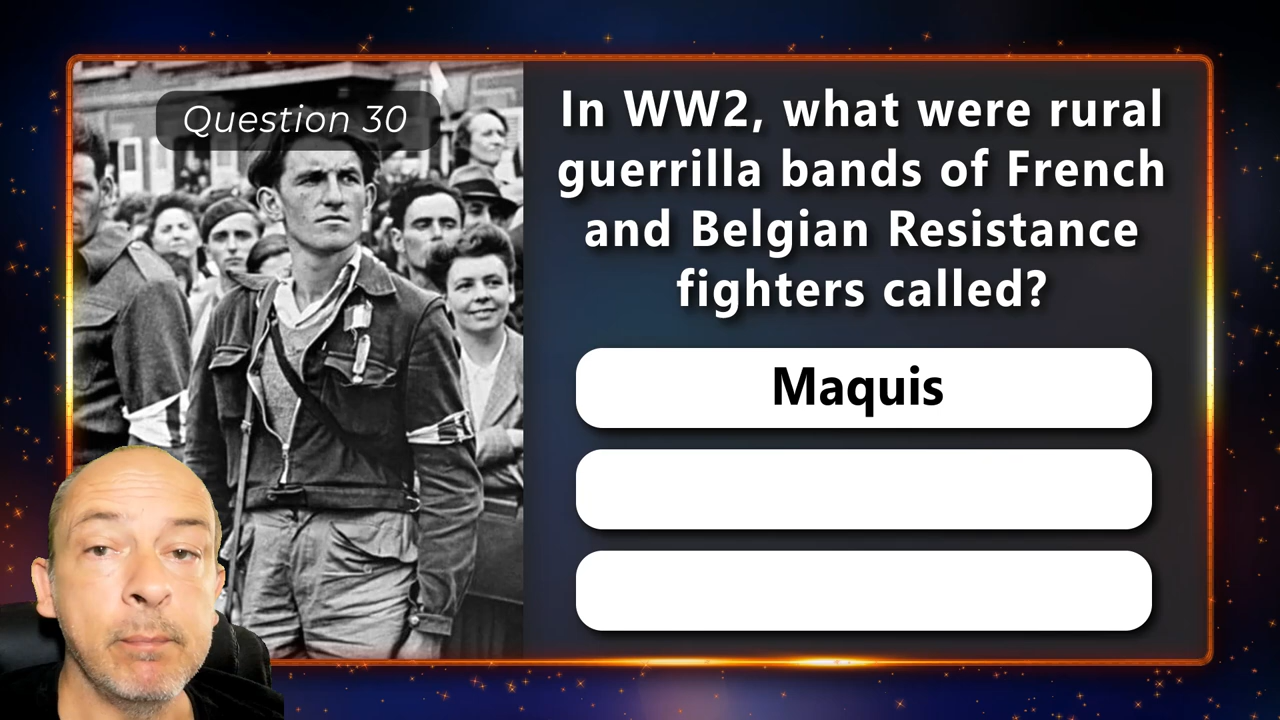 Question 30
In WW2, what were rural
guerrilla bands of French
and Belgian Resistance
fighters called?
Maquis